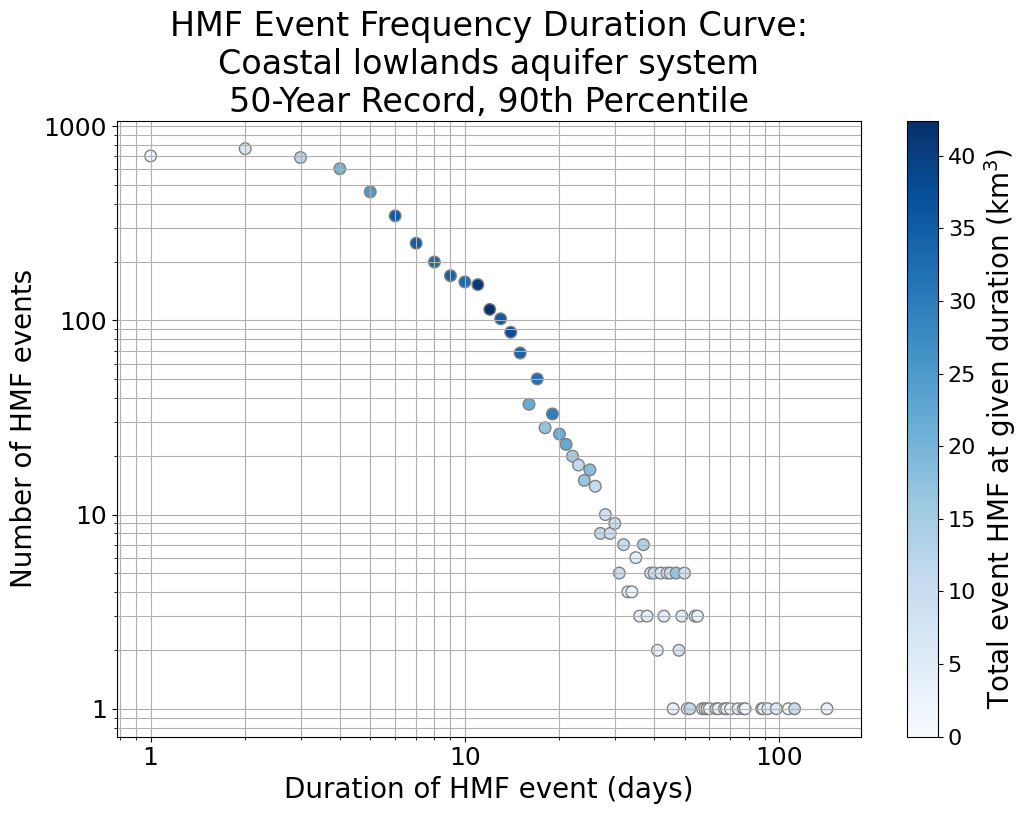 HMF Event Frequency Duration Curve:
Coastal lowlands aquifer system
50-Year Record, 90th Percentile
1000
100
10
1
Number of HMF events
1
10
100
Duration of HMF event (days)
40
35
30
25
20
15
10
5
0
Total event HMF at given duration (km³)